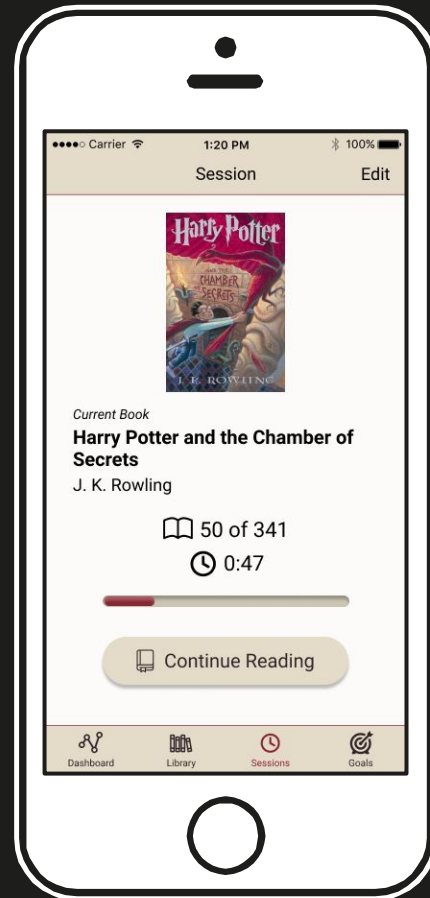 Carrier 1:20 PM 100%
Session Edit
Harry Potter
AND THE
CHAMBER
OF
SECRETS
J. K. ROWLING
Current Book
Harry Potter and the Chamber of
Secrets
J. K. Rowling
50 of 341
0:47
Continue Reading
Dashboard Library Sessions Goals